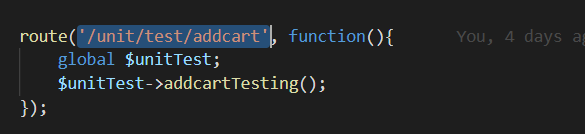 route('/unit/test/addcart', function(){ You, 4 days ag
global $unitTest;
$unitTest->addcartTesting();
});